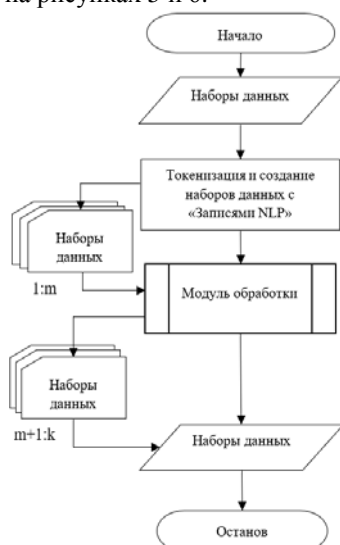 на рисунках 5 и 6.
Начало
Наборы данных
Токенизация и создание
наборов данных с
«Записями NLP»
Наборы
данных
1:m
Модуль обработки
Наборы
данных
m+1:k
Наборы данных
Останов